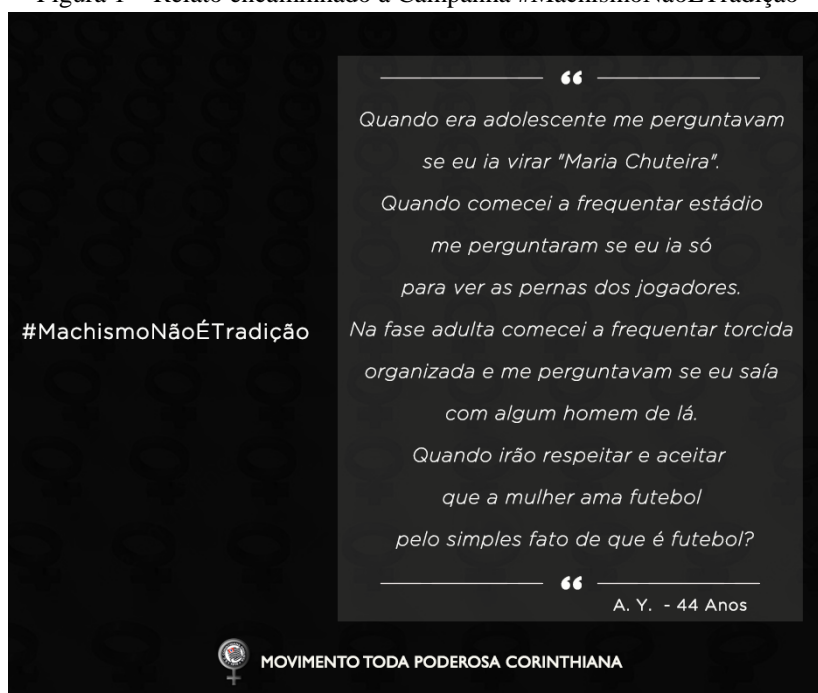 Figura 1 – Relato encaminhado à Campanha #MachismoNãoÉTradição
“
Quando era adolescente me perguntavam
se eu ia virar "Maria Chuteira".
Quando comecei a frequentar estádio
me perguntaram se eu ia só
para ver as pernas dos jogadores.
Na fase adulta comecei a frequentar torcida
organizada e me perguntavam se eu saía
com algum homem de lá.
Quando irão respeitar e aceitar
que a mulher ama futebol
pelo simples fato de que é futebol?
“
A. Y. - 44 Anos
#MachismoNãoÉTradição
MOVIMENTO TODA PODEROSA CORINTHIANA